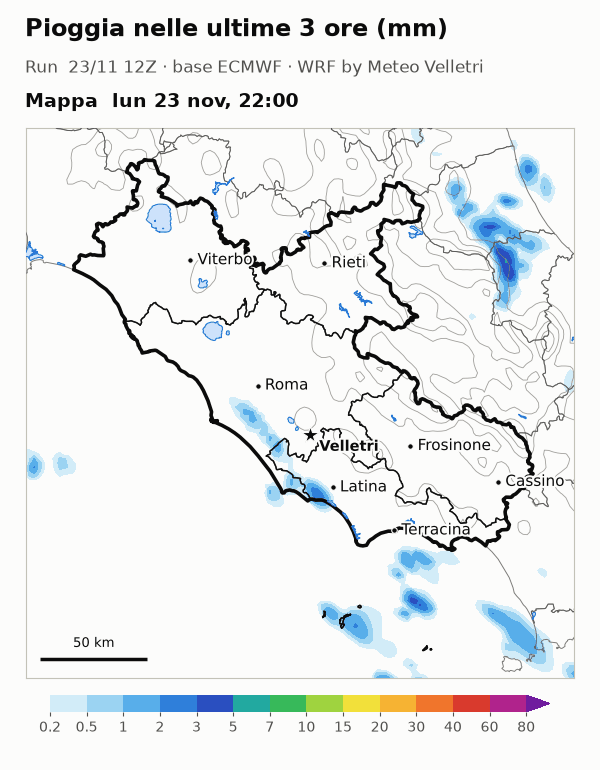 Pioggia nelle ultime 3 ore (mm)
Run  23/11 12Z · base ECMWF · WRF by Meteo Velletri
Mappa  lun 23 nov, 22:00
Viterbo
Rieti
Roma
Velletri
Frosinone
Cassino
Latina
Terracina
50 km
0.2 0.5 1 2 3 5 7 10 15 20 30 40 60 80